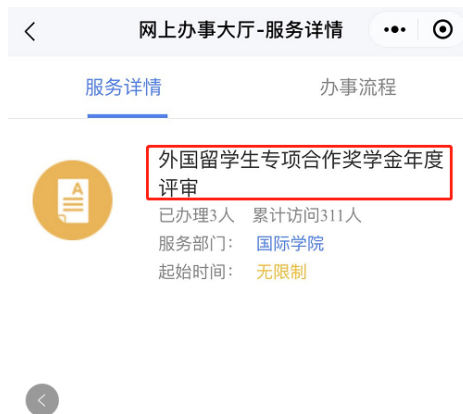 网上办事大厅-服务详情
服务详情 办事流程
外国留学生专项合作奖学金年度
评审
A
已办理3人 累计访问311人
服务部门: 国际学院
起始时间: 无限制